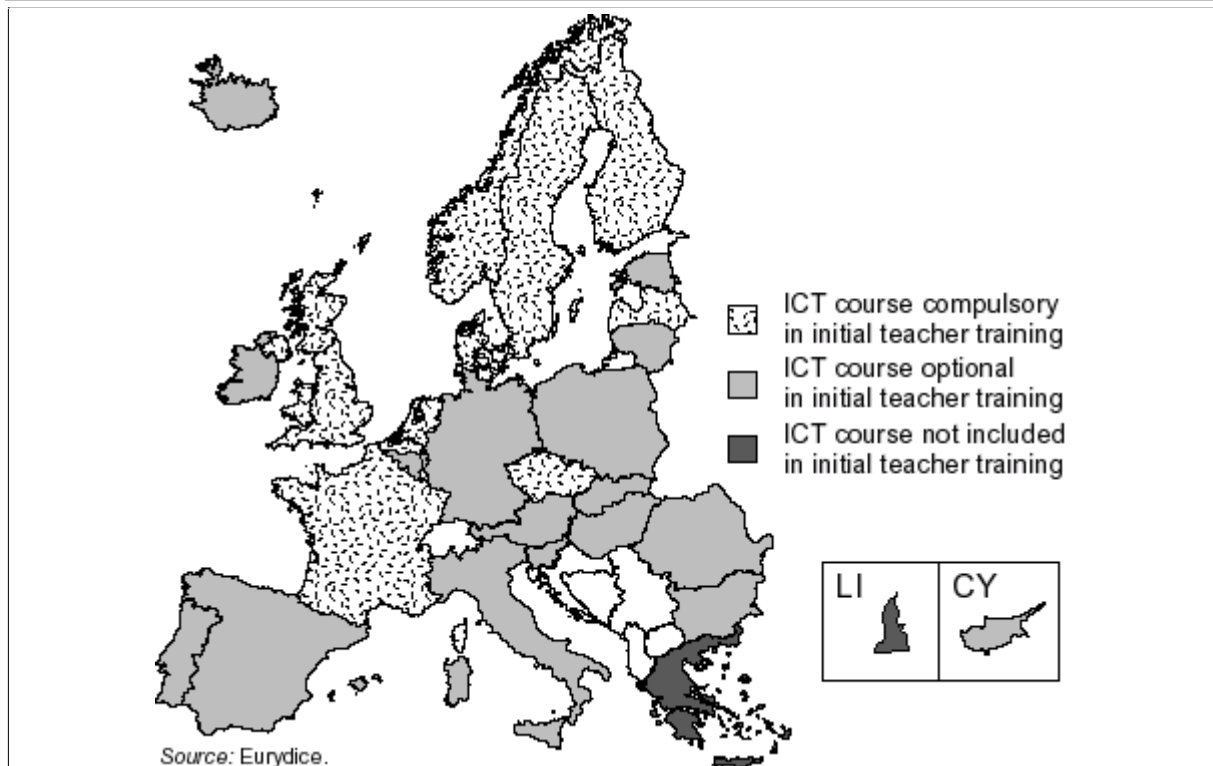 ICT course compulsory
in initial teacher training
ICT course optional
in initial teacher training
ICT course not included
in initial teacher training
LI
CY
Source: Eurydice.